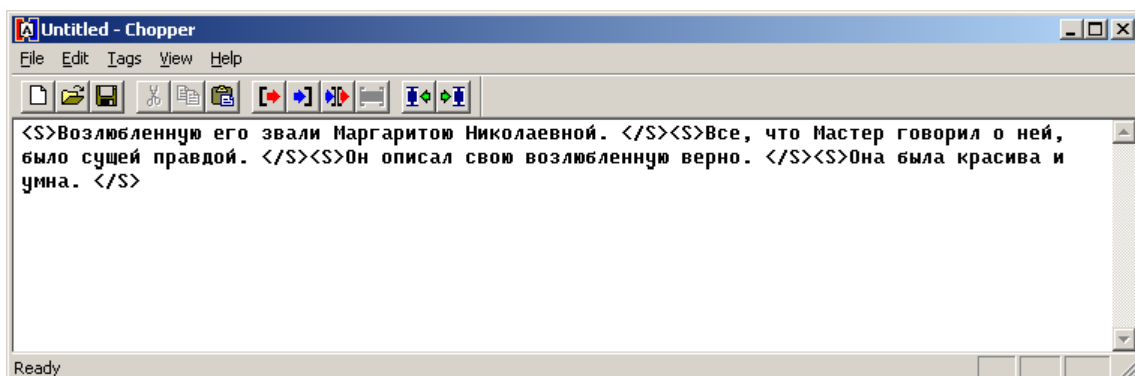 Untitled - Chopper
File Edit Tags View Help
<S>Возлюбленную его звали Маргаритою Николаевной. </S><S>Все, что Мастер говорил о ней,
было сущей правдой. </S><S>Он описал свою возлюбленную верно. </S><S>Она была красива и
умна. </S>
Ready